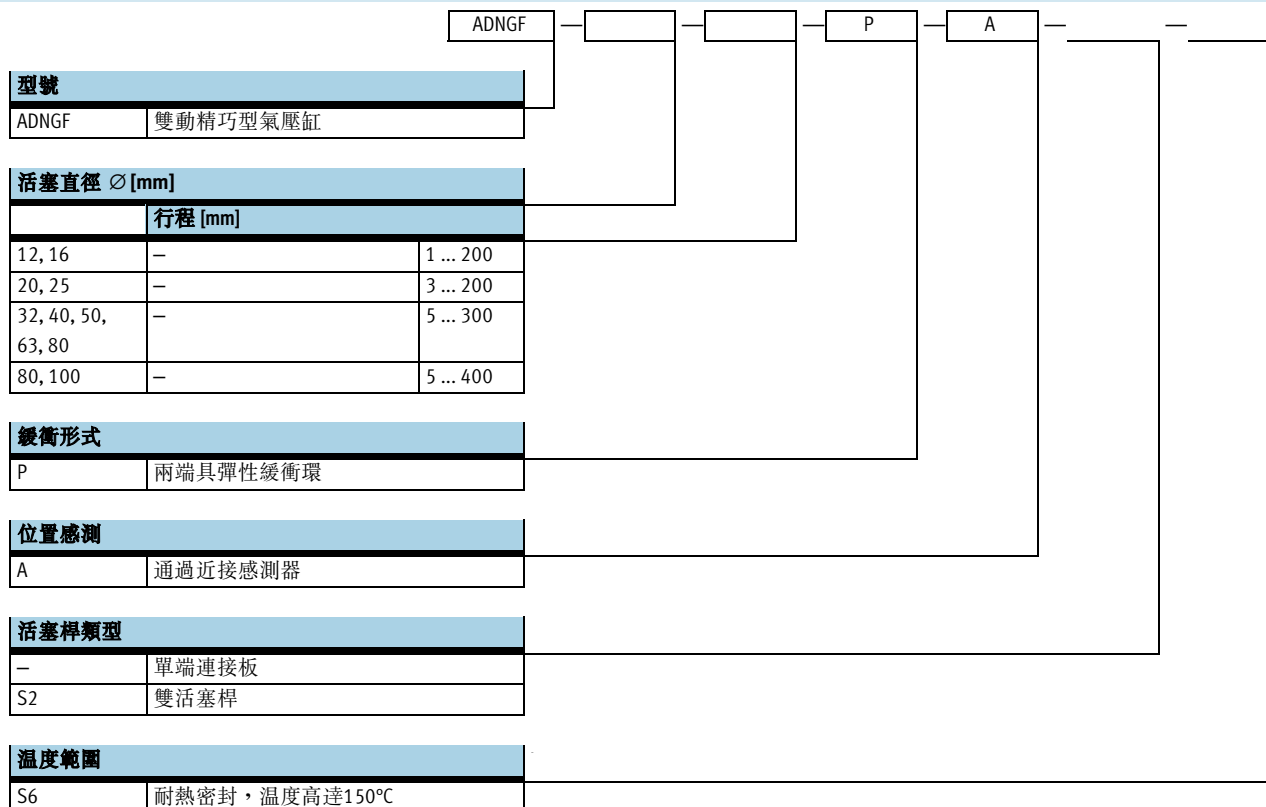 ADNGF — — — P — A — —
型號
ADNGF 雙動精巧型氣壓缸
活塞直徑 ∅ [mm]
行程 [mm]
12, 16 – 1 ... 200
20, 25 – 3 ... 200
32, 40, 50, – 5 ... 300
63, 80
80, 100 – 5 ... 400
緩衝形式
P 兩端具彈性緩衝環
位置感測
A 通過近接感測器
活塞桿類型
– 單端連接板
S2 雙活塞桿
温度範圍
S6 耐熱密封，温度高達150°C